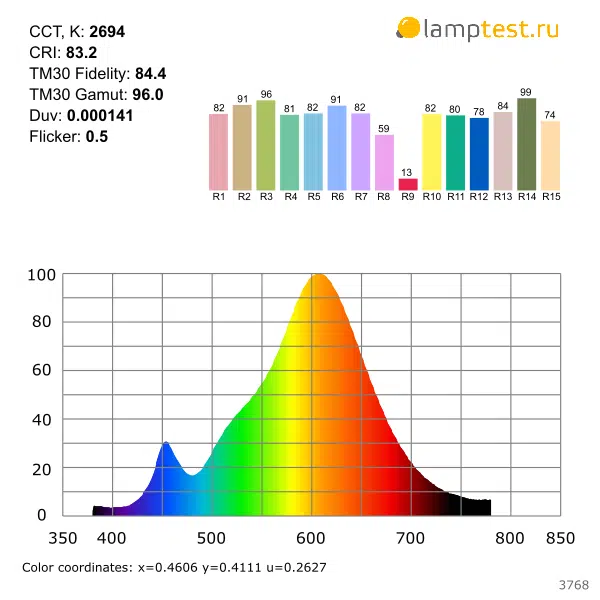 lamptest.ru
CCT, K: 2694
CRI: 83.2
TM30 Fidelity: 84.4
TM30 Gamut: 96.0
Duv: 0.000141
Flicker: 0.5
82 91 96 81 82 91 82 59 13 82 80 78 84 99 74
R1 R2 R3 R4 R5 R6 R7 R8 R9 R10 R11 R12 R13 R14 R15
100
80
60
40
20
0
350 400 500 600 700 800 850
Color coordinates: x=0.4606 y=0.4111 u=0.2627
3768